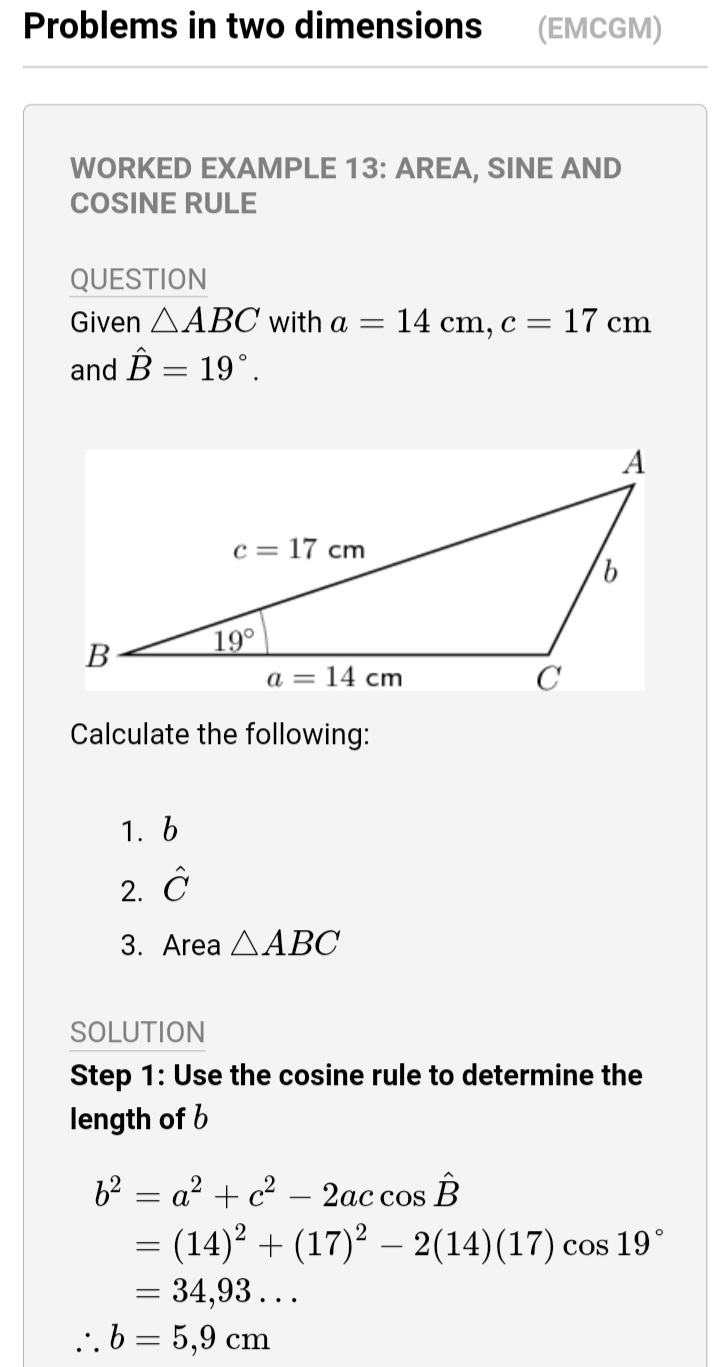 Problems in two dimensions (EMCGM)
WORKED EXAMPLE 13: AREA, SINE AND
COSINE RULE
QUESTION
Given △ABC with a = 14 cm, c = 17 cm
and B̂ = 19°.
A
c = 17 cm
b
19°
B
a = 14 cm
C
Calculate the following:
1. b
2. Ĉ
3. Area △ABC
SOLUTION
Step 1: Use the cosine rule to determine the
length of b
b² = a² + c² − 2ac cos B̂
= (14)² + (17)² − 2(14)(17) cos 19°
= 34,93...
∴ b = 5,9 cm